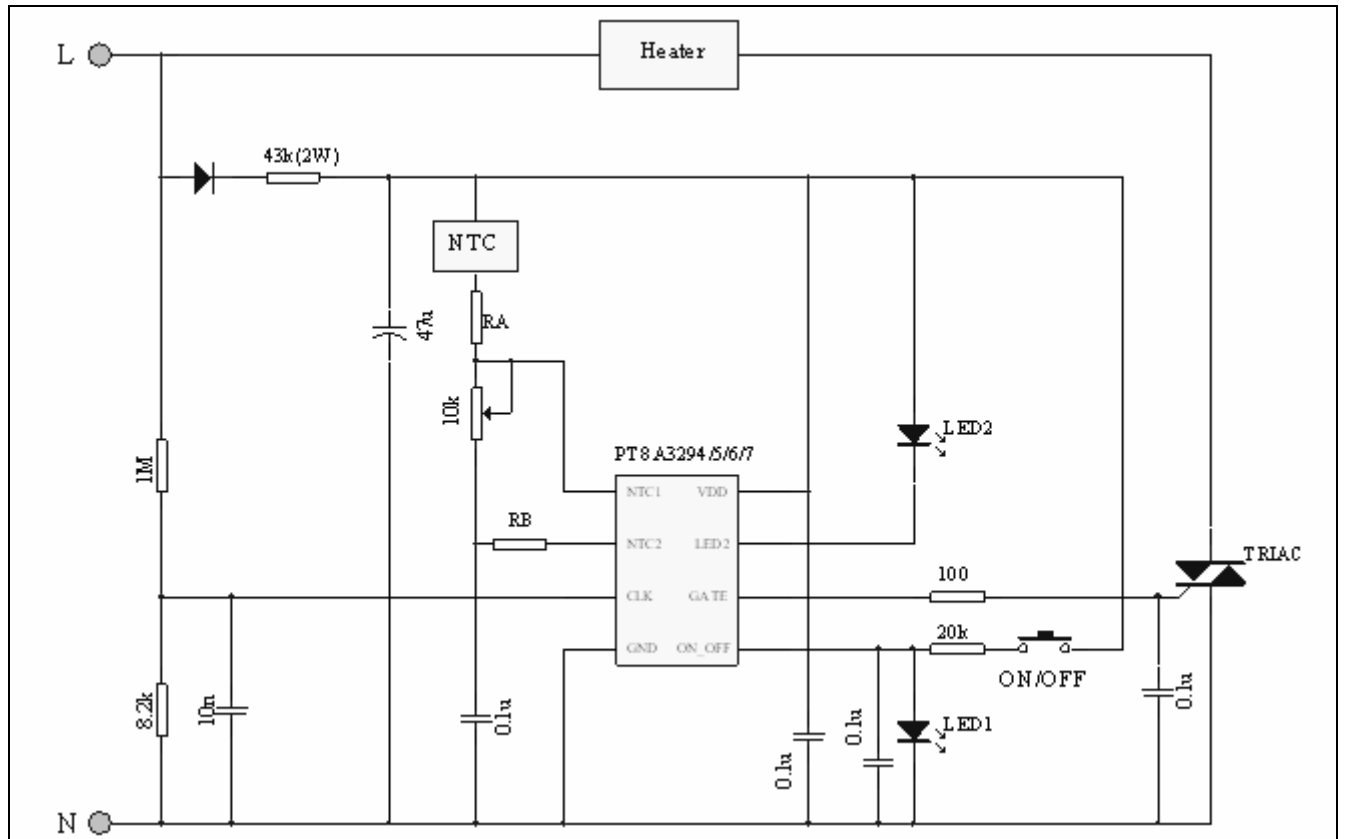 L
Heater
43k(2W)
NTC
47u
RA
10k
LED2
1M
PT8A3294/5/6/7
NTC1 VDD
RB
NTC2 LED2
TRIAC
100
CLK GATE
20k
GND ON_OFF
ON/OFF
8.2k
10n
0.1u
0.1u
0.1u
LED1
0.1u
N